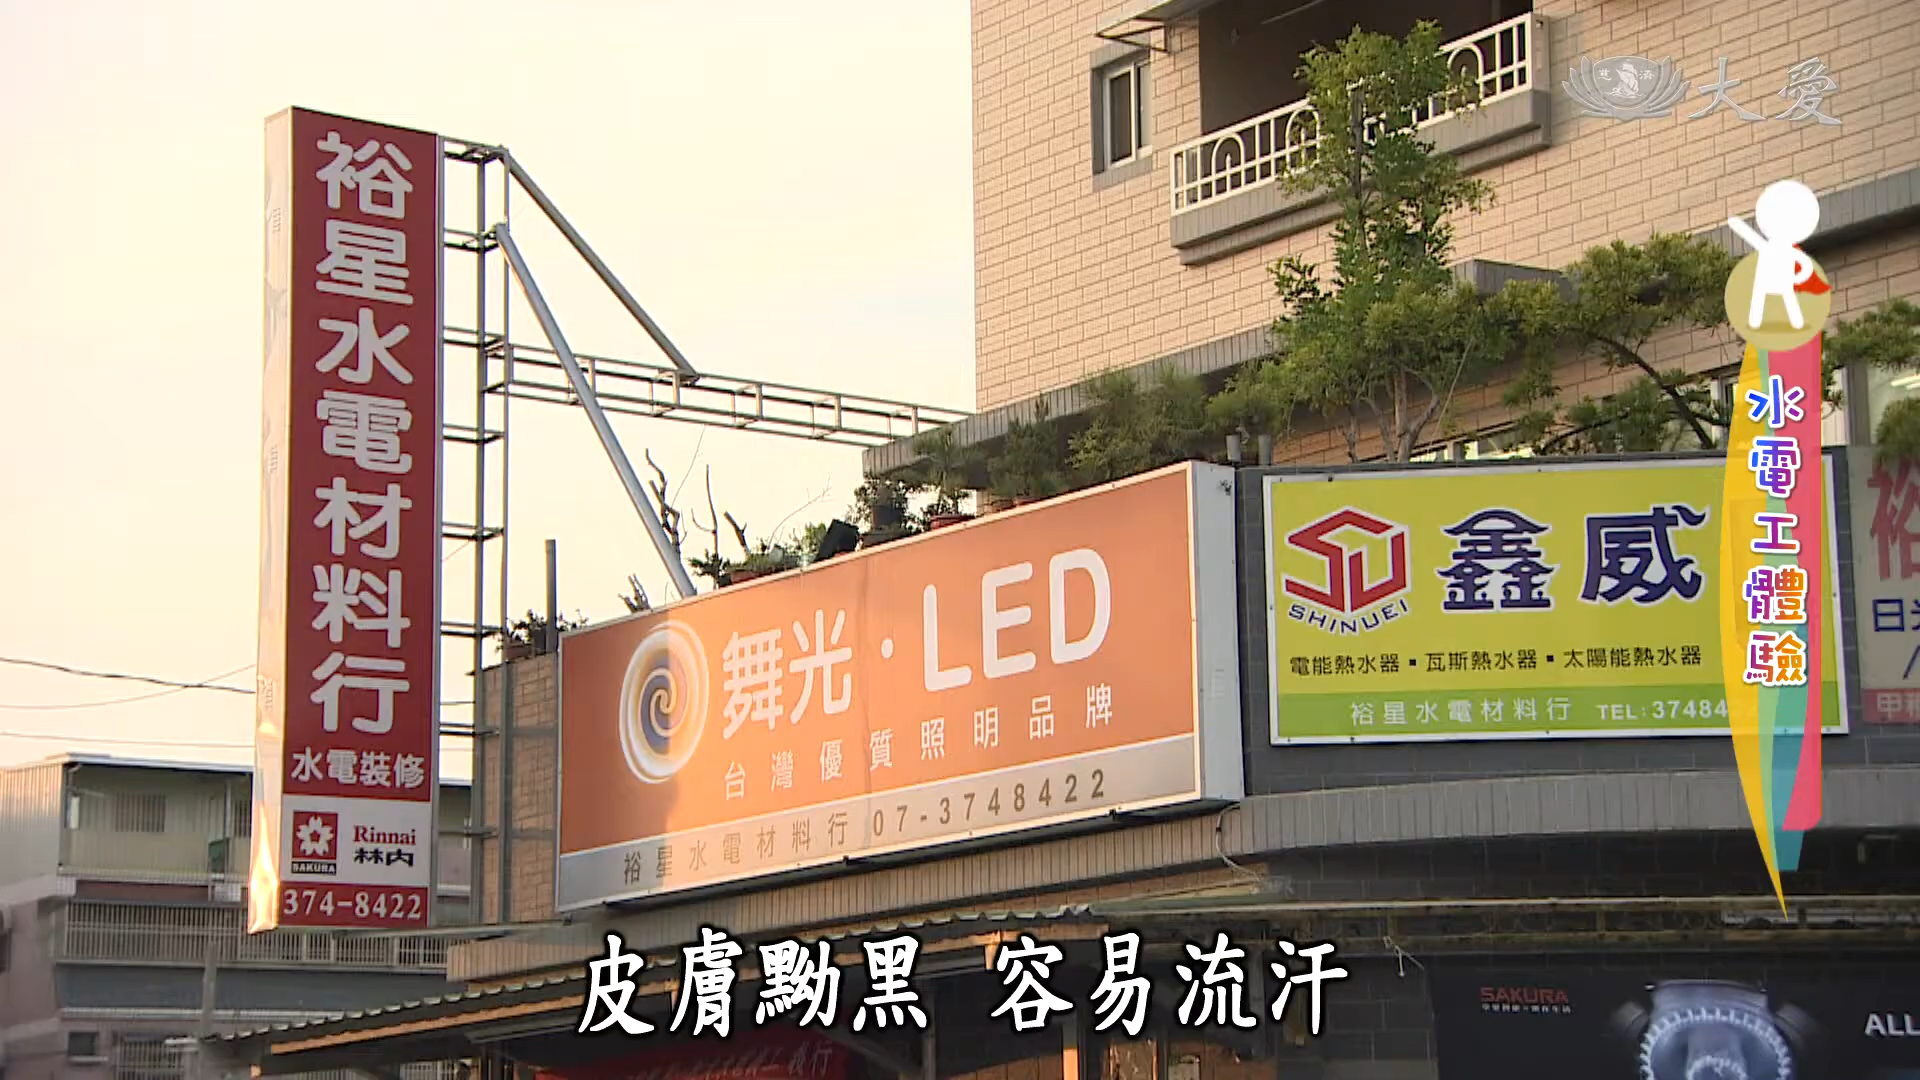 大愛
裕星水電材料行
水電裝修
SAKURA
Rinnai
林內
374-8422
舞光·LED
台灣優質照明品牌
裕星水電材料行 07-3748422
SHINUEI
鑫威
電能熱水器▪瓦斯熱水器▪太陽能熱水器
裕星水電材料行 TEL:37484
水電工體驗
裕
SAKURA
ALL
皮膚黝黑 容易流汗